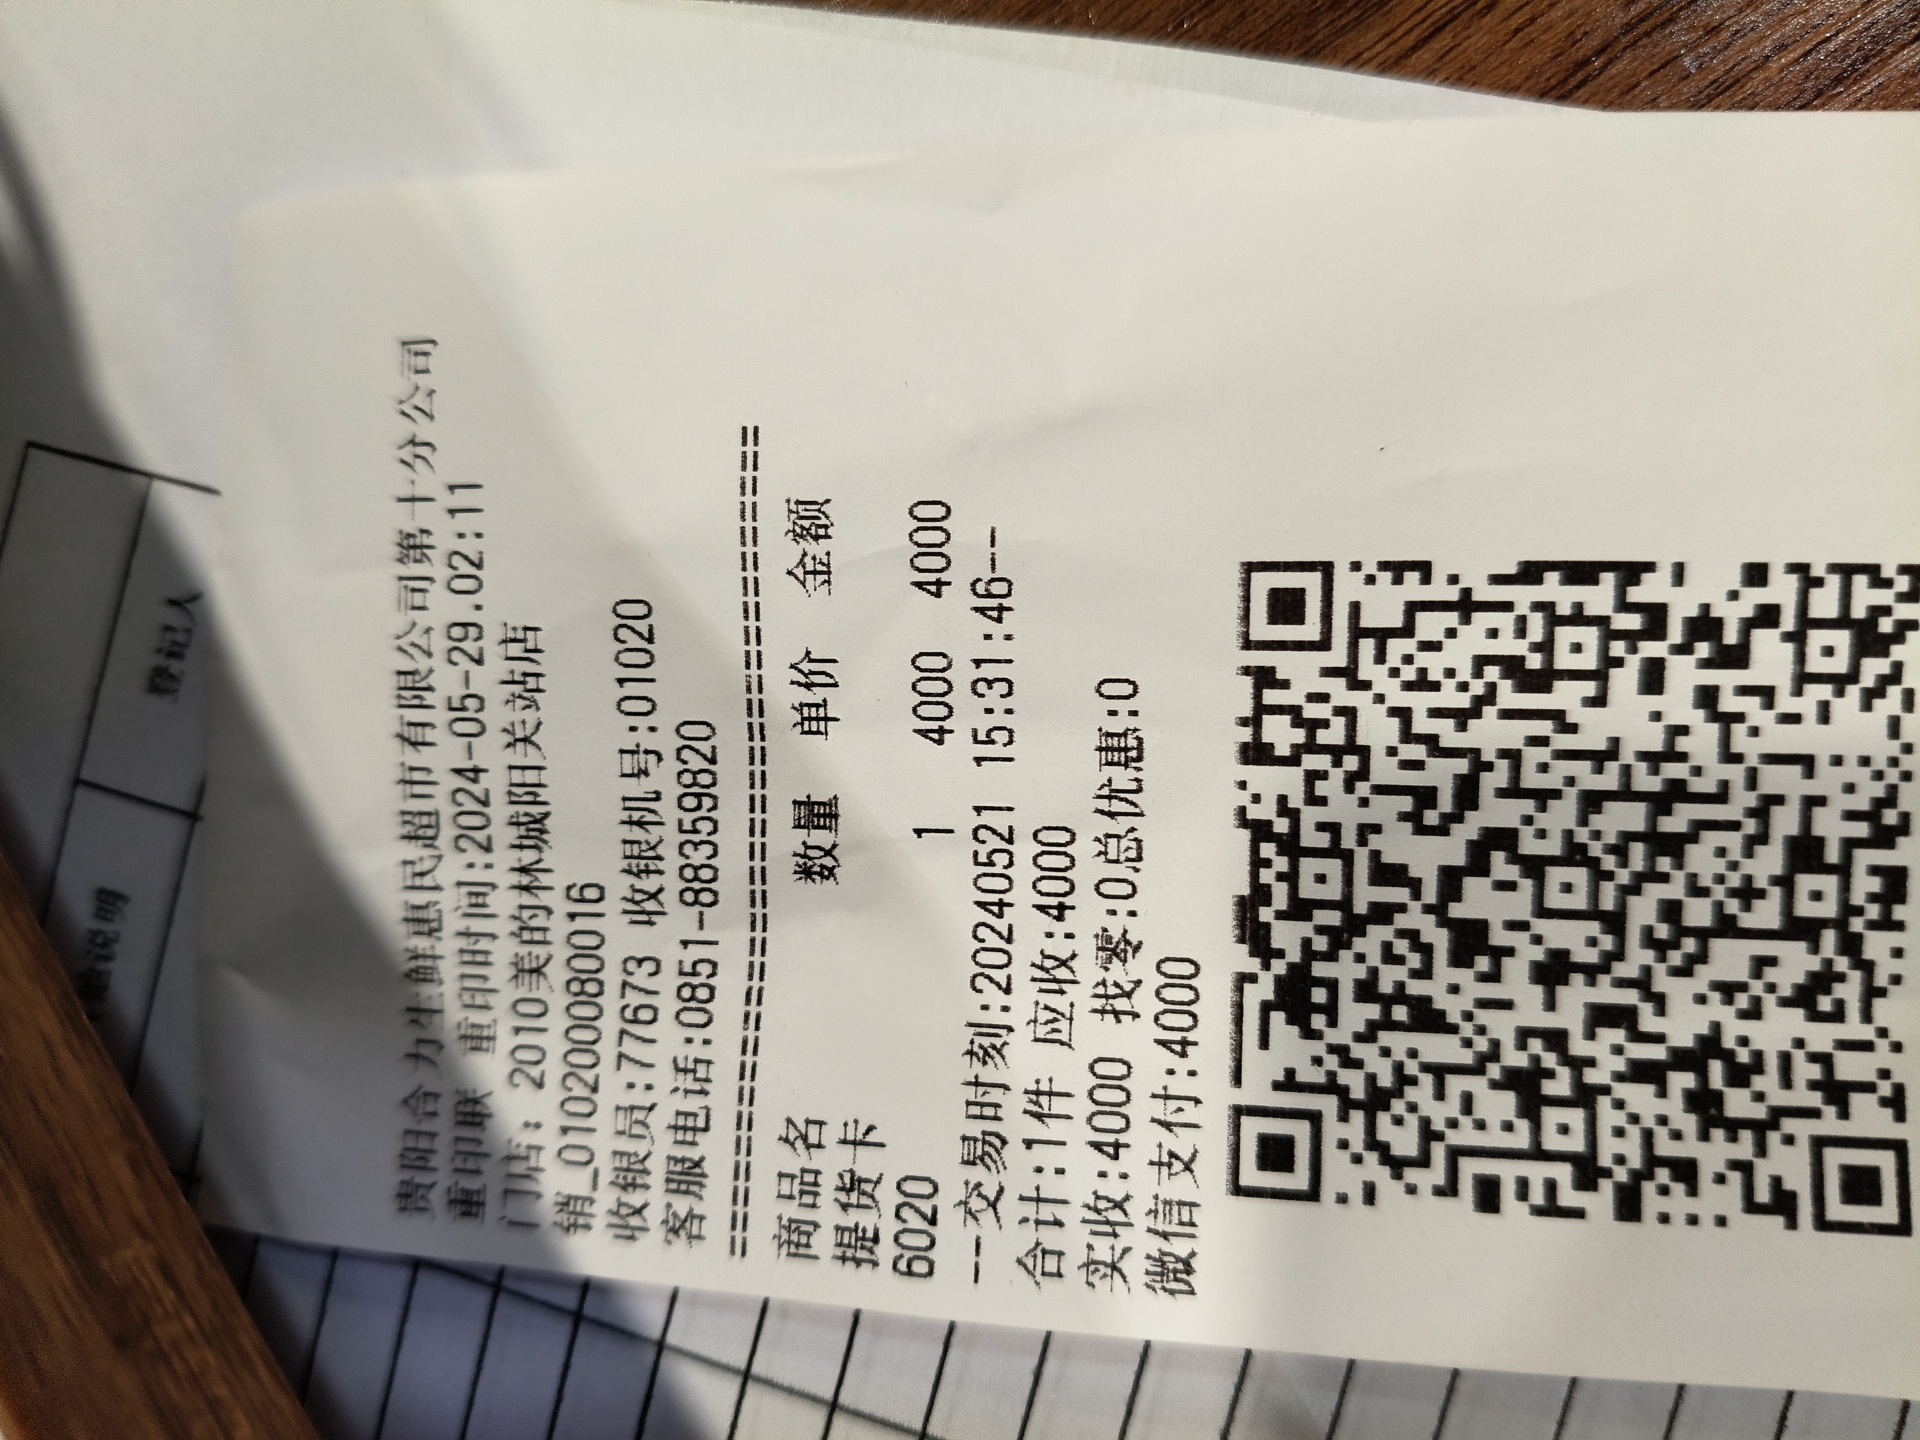 贵阳合力生鲜惠民超市有限公司第十分公司
重印联 重印时间:2024-05-29.02:11
门店: 2010美的林城阳关站店
销_0102000800016
收银员:77673 收银机号:01020
客服电话:0851-88359820
==========================================
商品名 数量 单价 金额
提货卡
6020 1 4000 4000
--交易时刻:20240521 15:31:46--
合计:1件 应收:4000
实收:4000 找零:0总优惠:0
微信支付:4000
登记人
说明